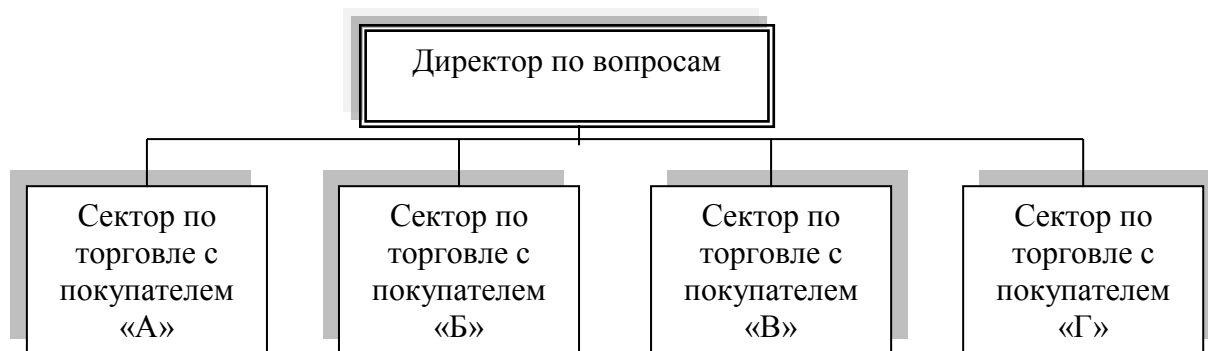 Директор по вопросам
Сектор по
торговле с
покупателем
«А»
Сектор по
торговле с
покупателем
«Б»
Сектор по
торговле с
покупателем
«В»
Сектор по
торговле с
покупателем
«Г»